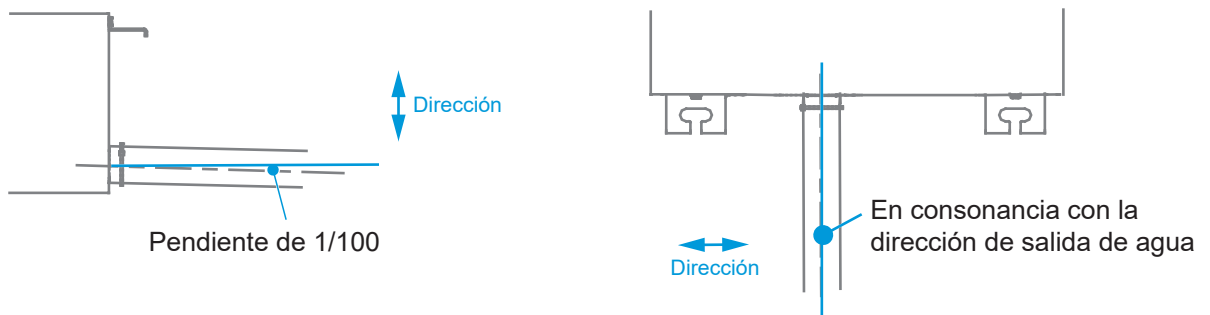 Dirección
Pendiente de 1/100
En consonancia con la
dirección de salida de agua
Dirección